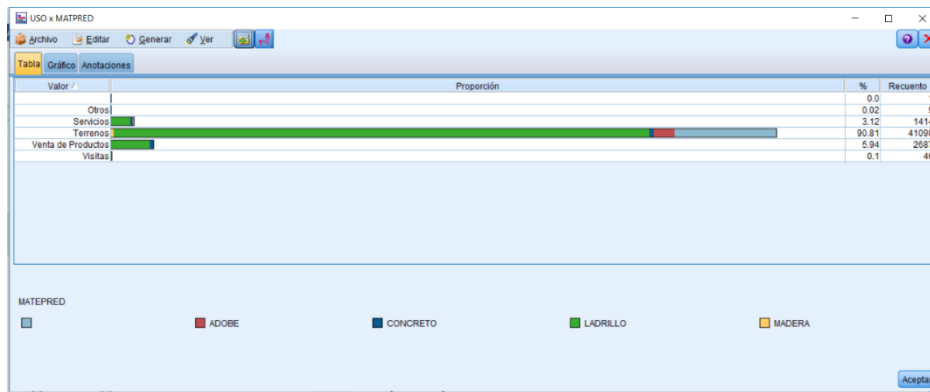 USO x MATPRED
Archivo Editar Generar Ver
Tabla Gráfico Anotaciones
Valor Proporción % Recuento
0.0
Otros 0.02
Servicios 3.12 1414
Terrenos 90.81
Venta de Productos 5.94
Visitas 0.1
MATEPRED
ADOBE CONCRETO LADRILLO MADERA